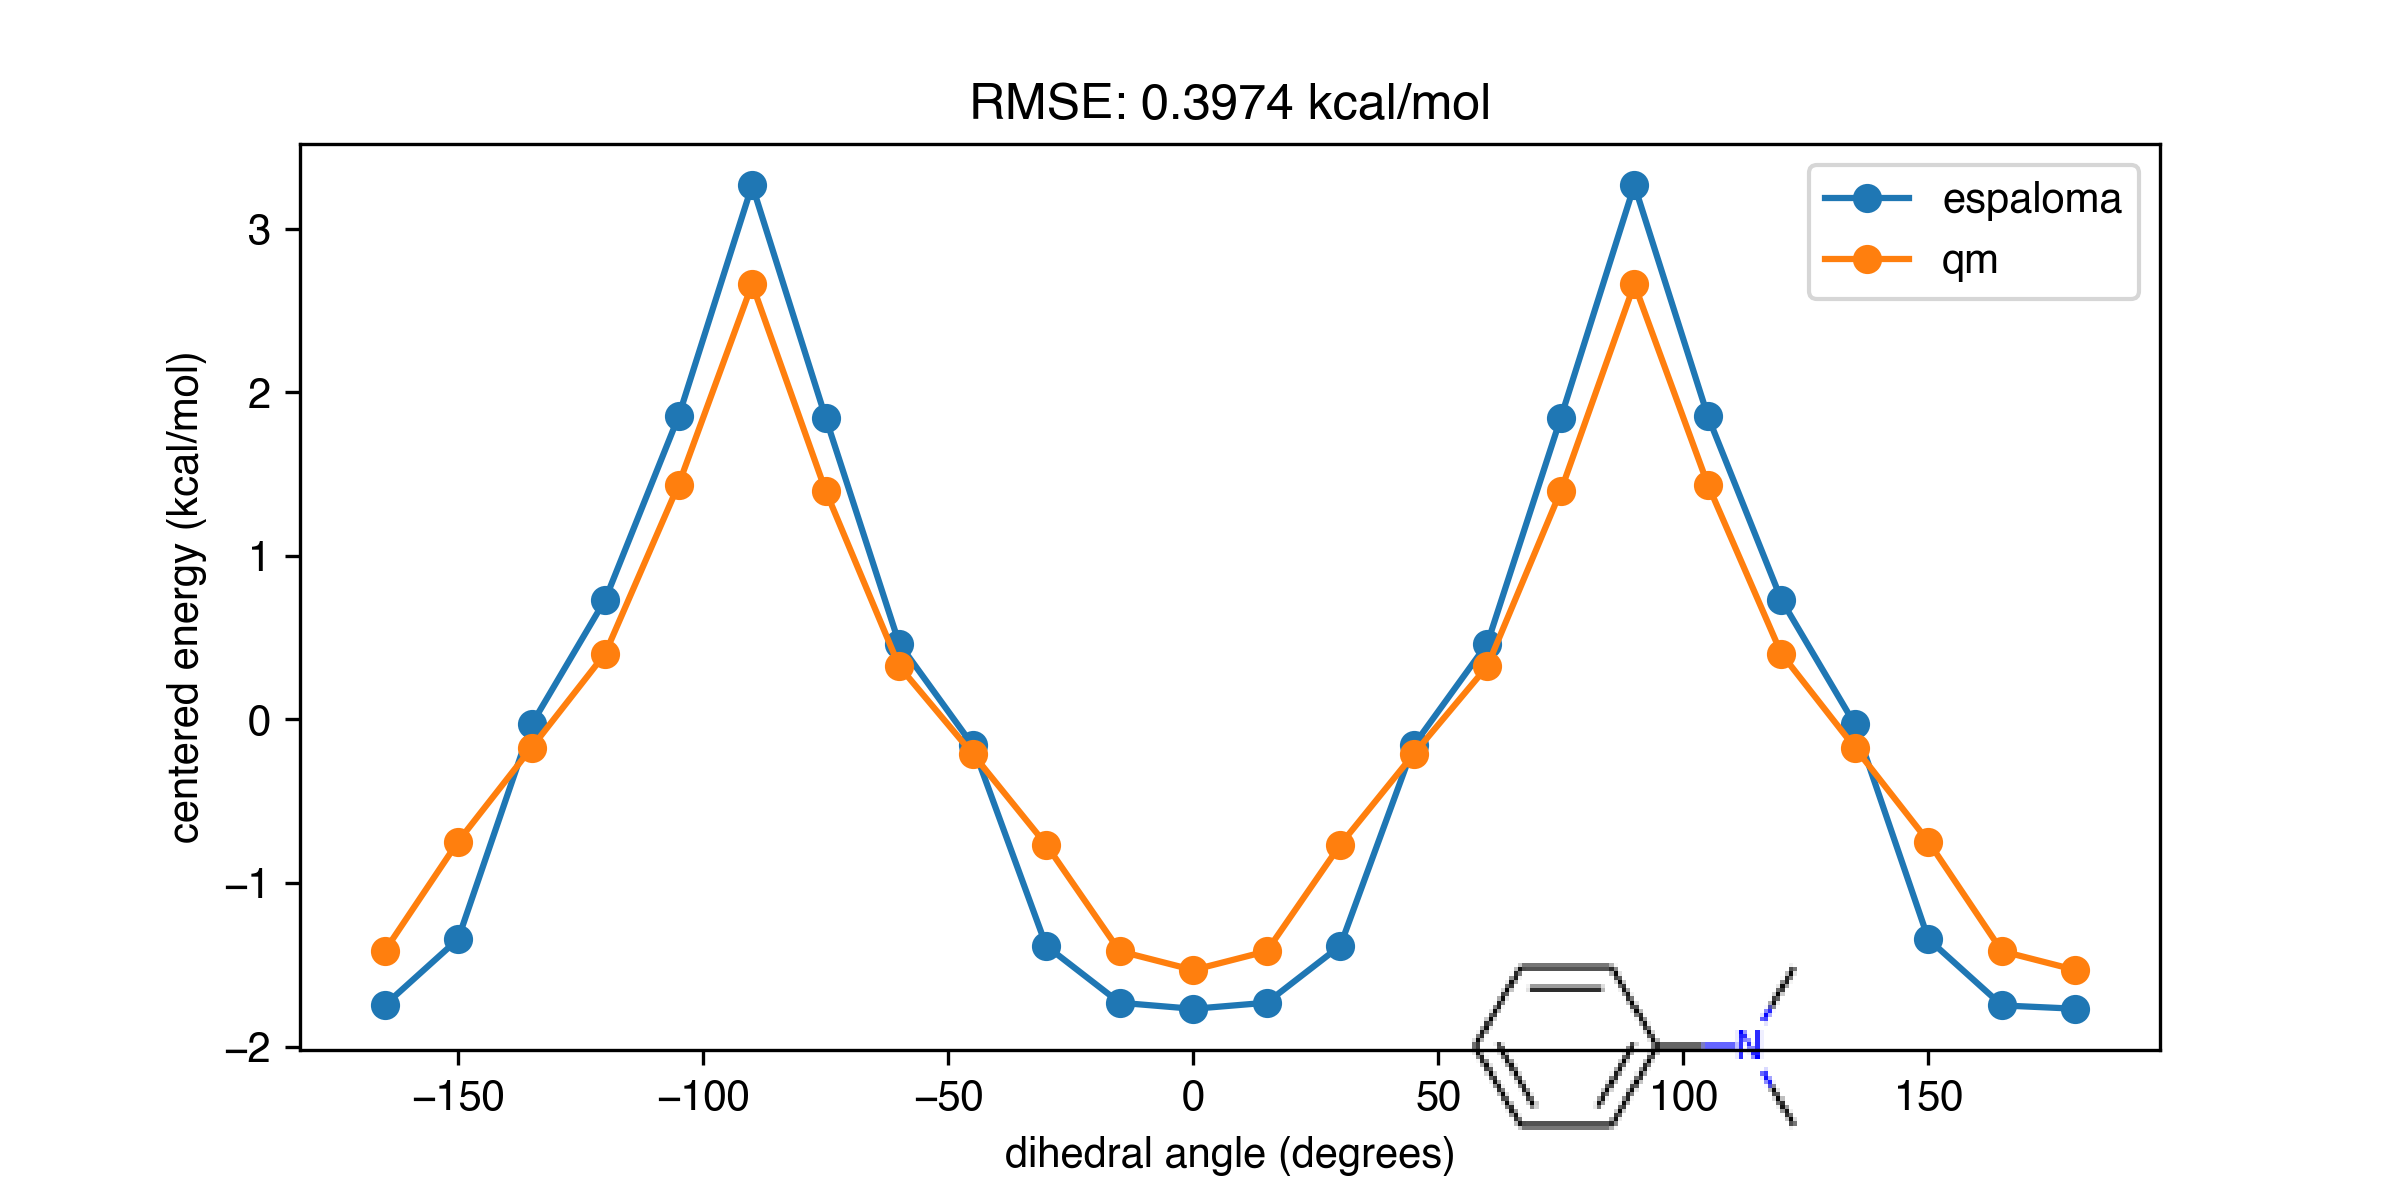 RMSE: 0.3974 kcal/mol
espaloma
qm
centered energy (kcal/mol)
3
2
1
0
−1
−2
−150
−100
−50
0
50
100
150
N
dihedral angle (degrees)